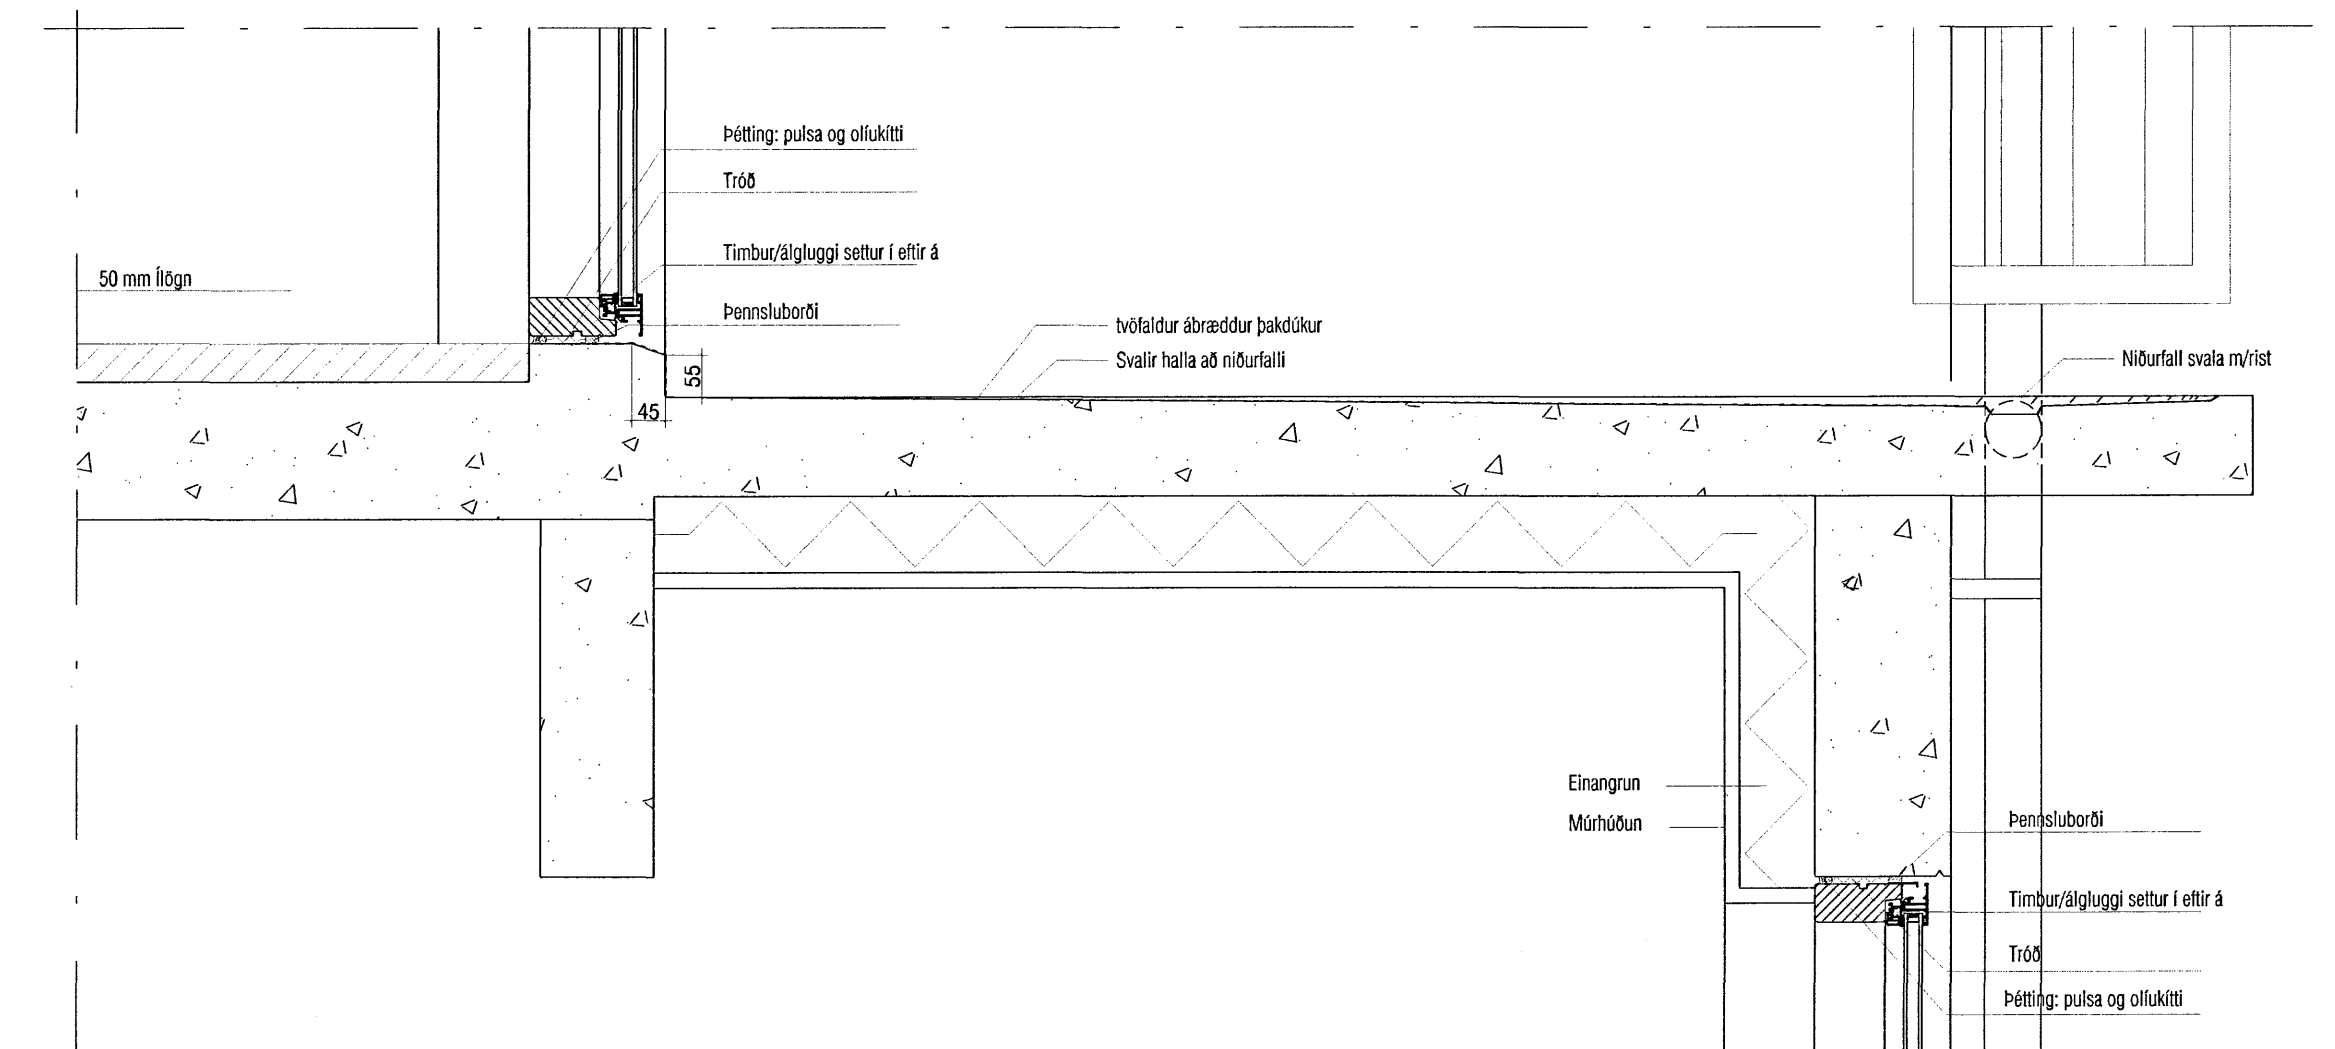 Þétting: pulsa og olíukítti
Tróð
Timbur/álgluggi settur í eftir á
50 mm Ílögn
Þennsluborði
tvöfaldur ábræddur þakdúkur
Svalir halla að niðurfalli
Niðurfall svala m/rist
55
45
Einangrun
Múrhúðun
Þennsluborði
Timbur/álgluggi settur í eftir á
Tróð
Þétting: pulsa og olíukítti